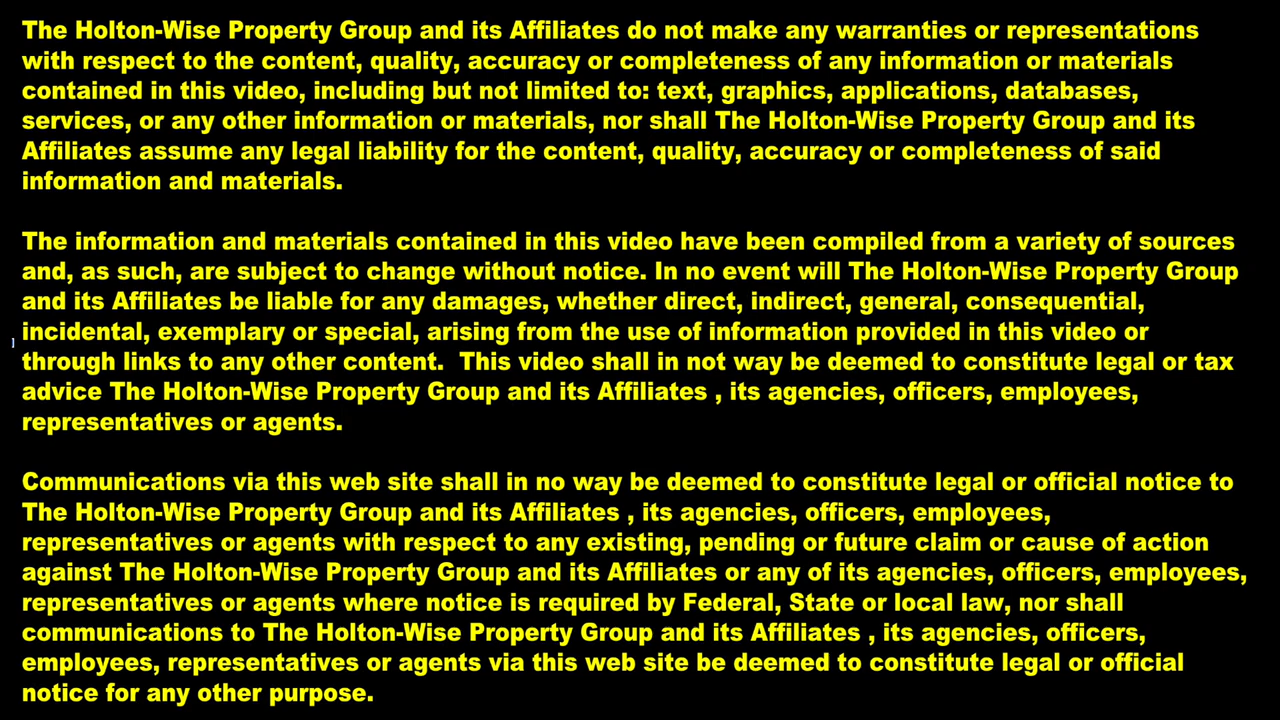 The Holton-Wise Property Group and its Affiliates do not make any warranties or representations
with respect to the content, quality, accuracy or completeness of any information or materials
contained in this video, including but not limited to: text, graphics, applications, databases,
services, or any other information or materials, nor shall The Holton-Wise Property Group and its
Affiliates assume any legal liability for the content, quality, accuracy or completeness of said
information and materials.
The information and materials contained in this video have been compiled from a variety of sources
and, as such, are subject to change without notice. In no event will The Holton-Wise Property Group
and its Affiliates be liable for any damages, whether direct, indirect, general, consequential,
incidental, exemplary or special, arising from the use of information provided in this video or
through links to any other content.  This video shall in not way be deemed to constitute legal or tax
advice The Holton-Wise Property Group and its Affiliates , its agencies, officers, employees,
representatives or agents.
Communications via this web site shall in no way be deemed to constitute legal or official notice to
The Holton-Wise Property Group and its Affiliates , its agencies, officers, employees,
representatives or agents with respect to any existing, pending or future claim or cause of action
against The Holton-Wise Property Group and its Affiliates or any of its agencies, officers, employees,
representatives or agents where notice is required by Federal, State or local law, nor shall
communications to The Holton-Wise Property Group and its Affiliates , its agencies, officers,
employees, representatives or agents via this web site be deemed to constitute legal or official
notice for any other purpose.